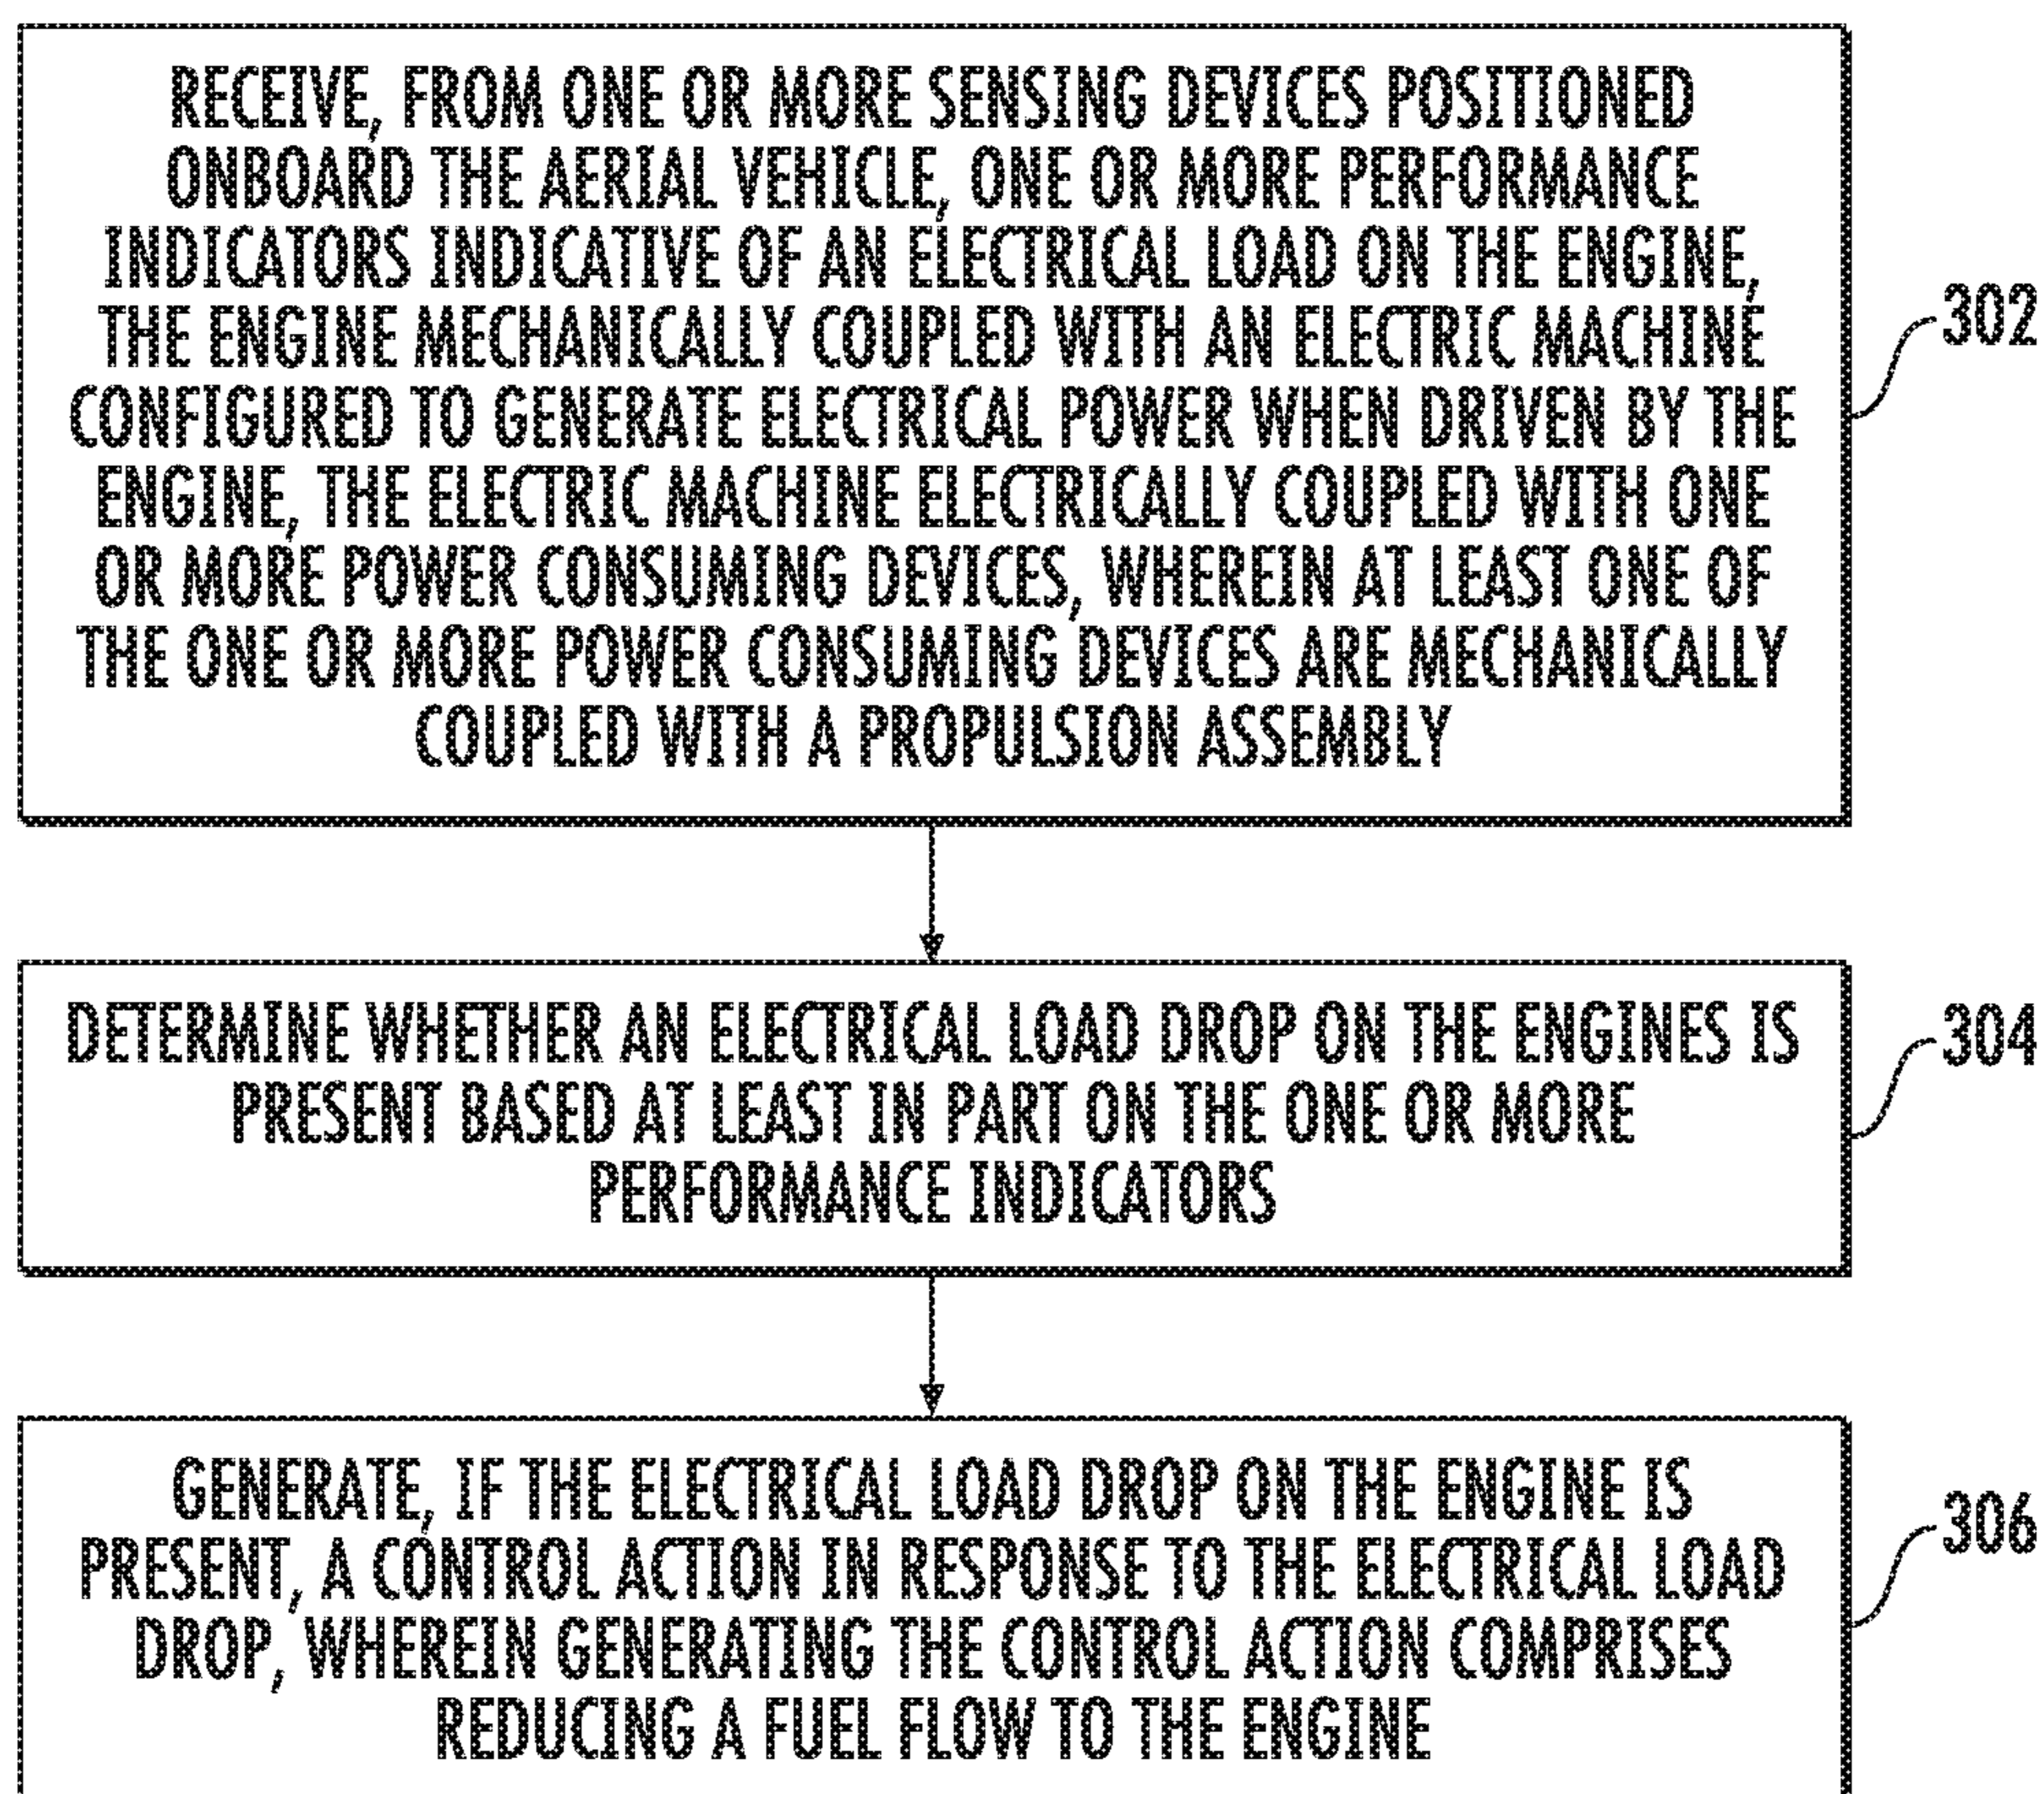 RECEIVE, FROM ONE OR MORE SENSING DEVICES POSITIONED
ONBOARD THE AERIAL VEHICLE, ONE OR MORE PERFORMANCE
INDICATORS INDICATIVE OF AN ELECTRICAL LOAD ON THE ENGINE,
THE ENGINE MECHANICALLY COUPLED WITH AN ELECTRIC MACHINE
CONFIGURED TO GENERATE ELECTRICAL POWER WHEN DRIVEN BY THE
ENGINE, THE ELECTRIC MACHINE ELECTRICALLY COUPLED WITH ONE
OR MORE POWER CONSUMING DEVICES, WHEREIN AT LEAST ONE OF
THE ONE OR MORE POWER CONSUMING DEVICES ARE MECHANICALLY
COUPLED WITH A PROPULSION ASSEMBLY
302
DETERMINE WHETHER AN ELECTRICAL LOAD DROP ON THE ENGINES IS
PRESENT BASED AT LEAST IN PART ON THE ONE OR MORE
PERFORMANCE INDICATORS
304
GENERATE, IF THE ELECTRICAL LOAD DROP ON THE ENGINE IS
PRESENT, A CONTROL ACTION IN RESPONSE TO THE ELECTRICAL LOAD
DROP, WHEREIN GENERATING THE CONTROL ACTION COMPRISES
REDUCING A FUEL FLOW TO THE ENGINE
306